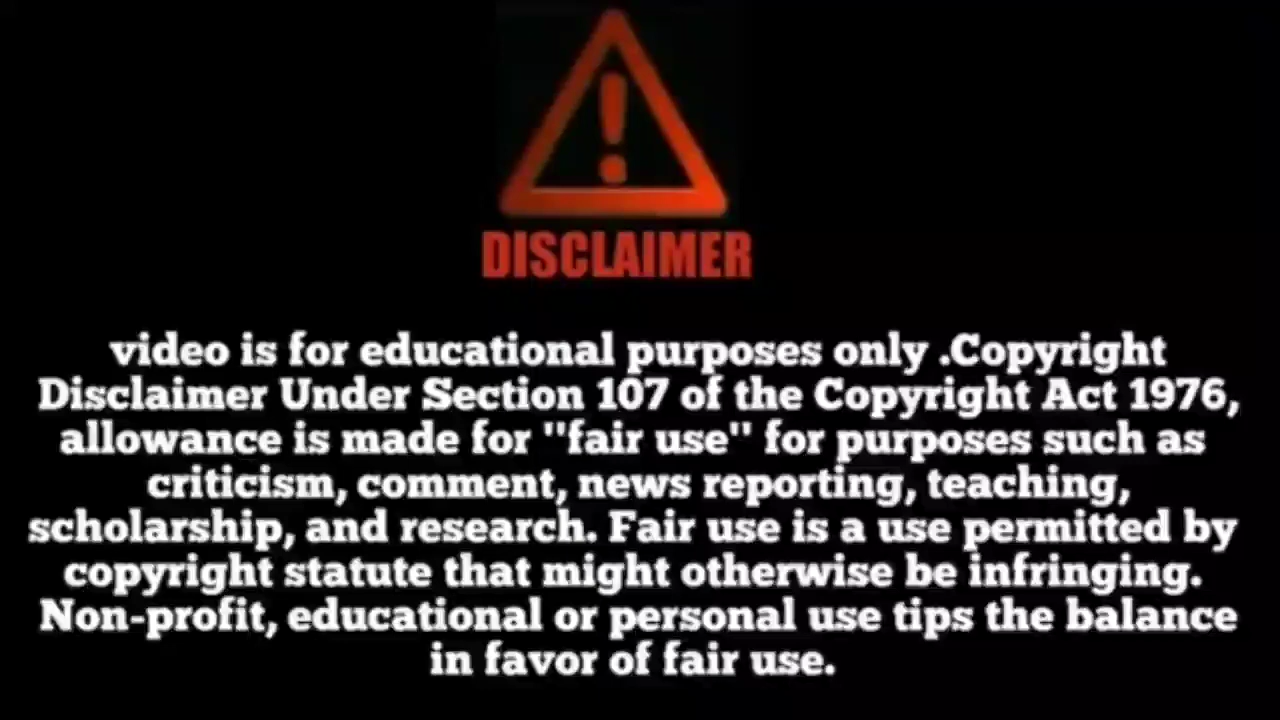 DISCLAIMER
video is for educational purposes only .Copyright
Disclaimer Under Section 107 of the Copyright Act 1976,
allowance is made for "fair use" for purposes such as
criticism, comment, news reporting, teaching,
scholarship, and research. Fair use is a use permitted by
copyright statute that might otherwise be infringing.
Non-profit, educational or personal use tips the balance
in favor of fair use.